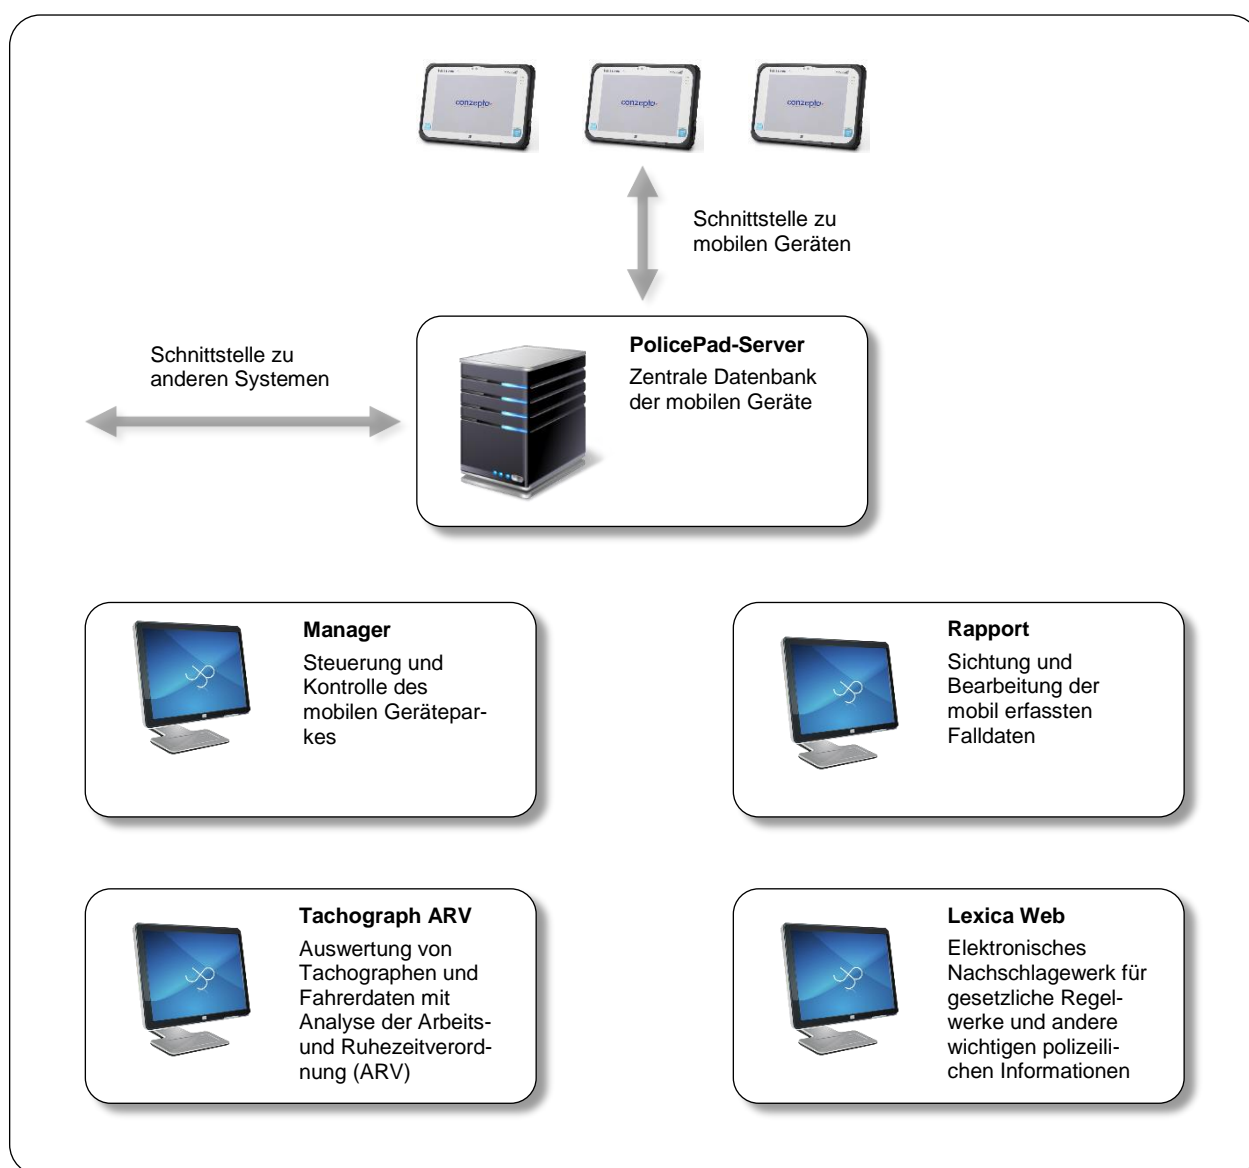 conzepto
conzepto
conzepto
Schnittstelle zu
mobilen Geräten
Schnittstelle zu
anderen Systemen
PolicePad-Server
Zentrale Datenbank
der mobilen Geräte
Manager
Steuerung und
Kontrolle des
mobilen Gerätepar-
kes
Rapport
Sichtung und
Bearbeitung der
mobil erfassten
Falldaten
Tachograph ARV
Auswertung von
Tachographen und
Fahrerdaten mit
Analyse der Arbeits-
und Ruhezeitverord-
nung (ARV)
Lexica Web
Elektronisches
Nachschlagewerk für
gesetzliche Regel-
werke und andere
wichtigen polizeili-
chen Informationen